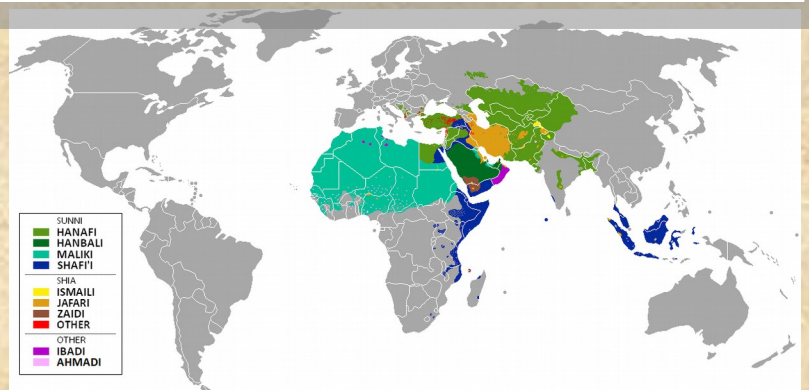 SUNNI
HANAFI
HANBALI
MALIKI
SHAFI'I
SHIA
ISMAILI
JAFARI
ZAIDI
OTHER
OTHER
IBADI
AHMADI